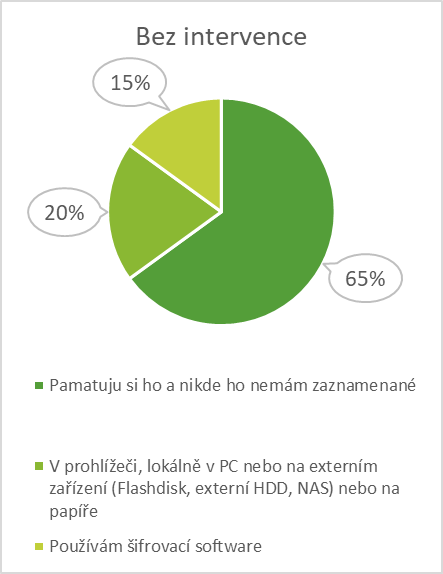 Bez intervence
15%
20%
65%
Pamatuju si ho a nikde ho nemám zaznamenané
V prohlížeči, lokálně v PC nebo na externím
zařízení (Flashdisk, externí HDD, NAS) nebo na
papíře
Používám šifrovací software